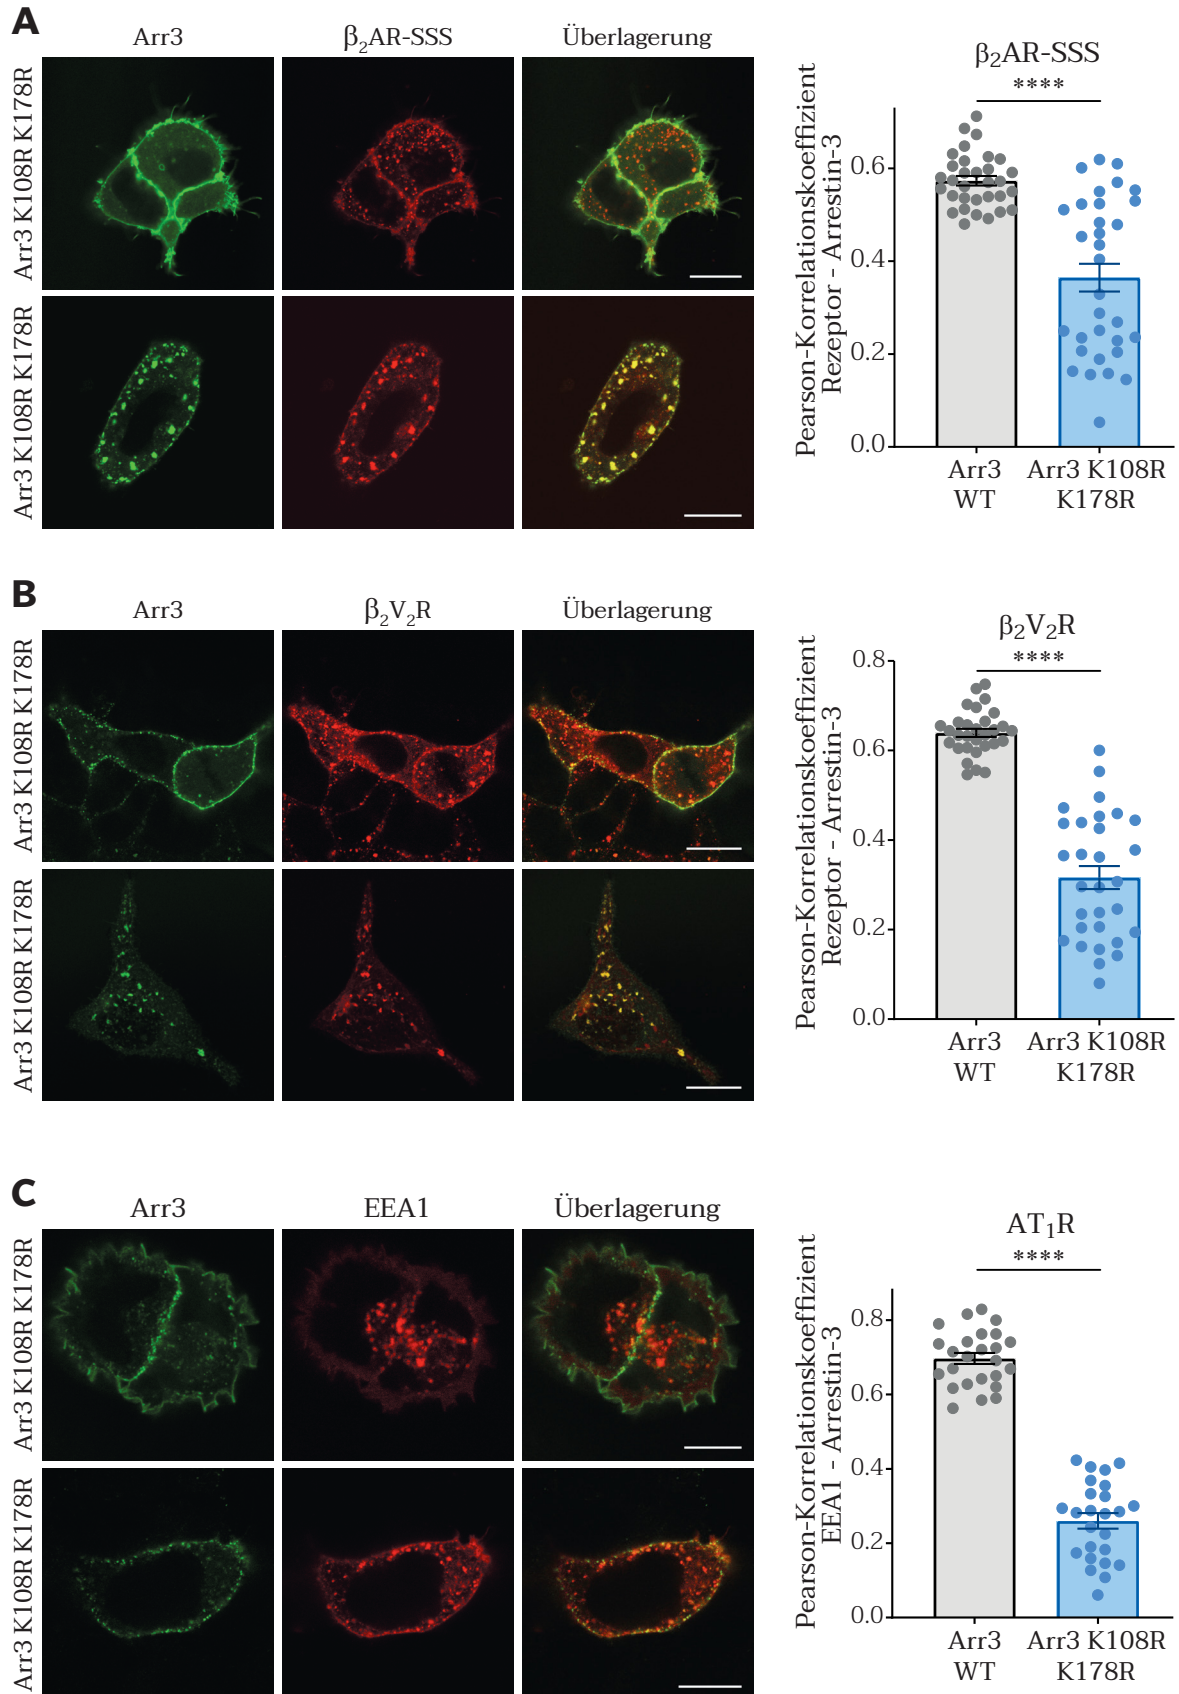 A
Arr3
β₂AR-SSS
Überlagerung
Arr3 K108R K178R
Arr3 K108R K178R
β₂AR-SSS
****
Pearson-Korrelationskoeffizient
Rezeptor - Arrestin-3
0.6
0.4
0.2
0.0
Arr3
WT
Arr3 K108R
K178R
B
Arr3
β₂V₂R
Überlagerung
Arr3 K108R K178R
Arr3 K108R K178R
β₂V₂R
****
Pearson-Korrelationskoeffizient
Rezeptor - Arrestin-3
0.8
0.6
0.4
0.2
0.0
Arr3
WT
Arr3 K108R
K178R
C
Arr3
EEA1
Überlagerung
Arr3 K108R K178R
Arr3 K108R K178R
AT₁R
****
Pearson-Korrelationskoeffizient
EEA1 - Arrestin-3
0.8
0.6
0.4
0.2
0.0
Arr3
WT
Arr3 K108R
K178R